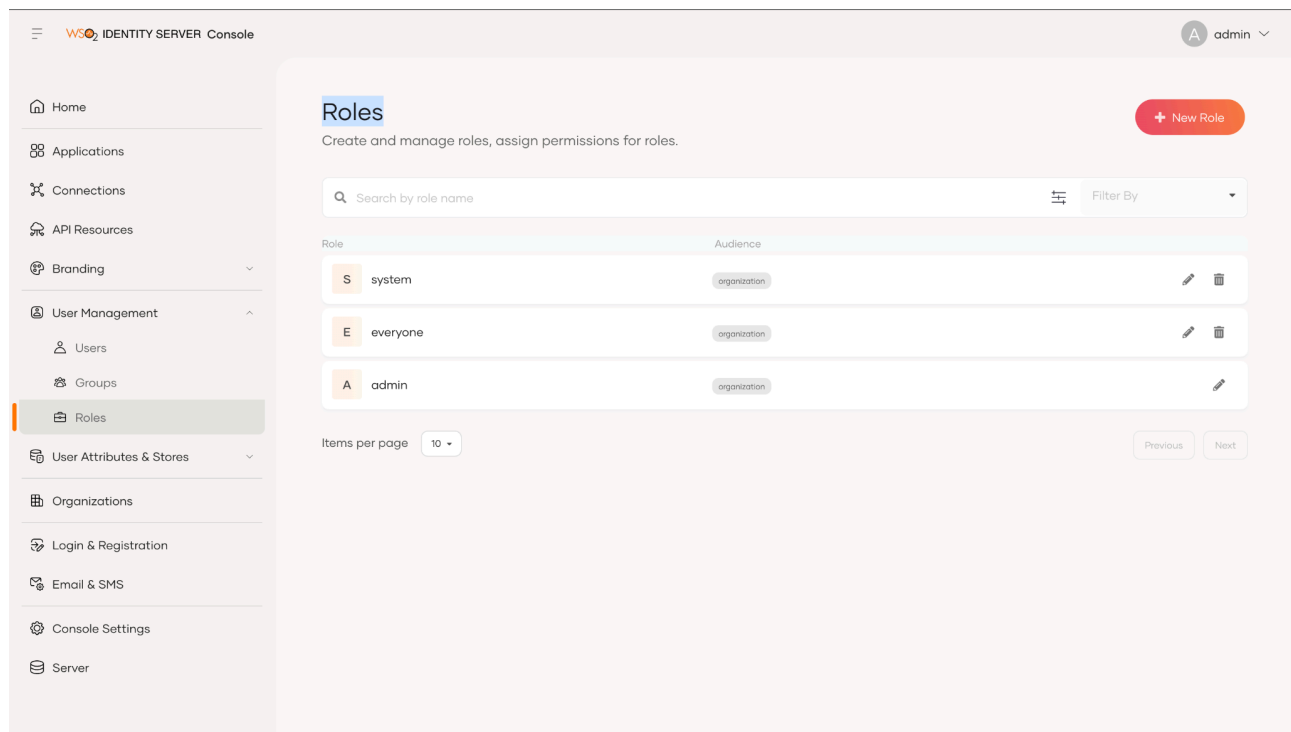 WSO2 IDENTITY SERVER Console
A admin
Home
Applications
Connections
API Resources
Branding
User Management
Users
Groups
Roles
User Attributes & Stores
Organizations
Login & Registration
Email & SMS
Console Settings
Server
Roles
Create and manage roles, assign permissions for roles.
+ New Role
Search by role name
Filter By
Role Audience
S system organization
E everyone organization
A admin organization
Items per page 10
Previous Next